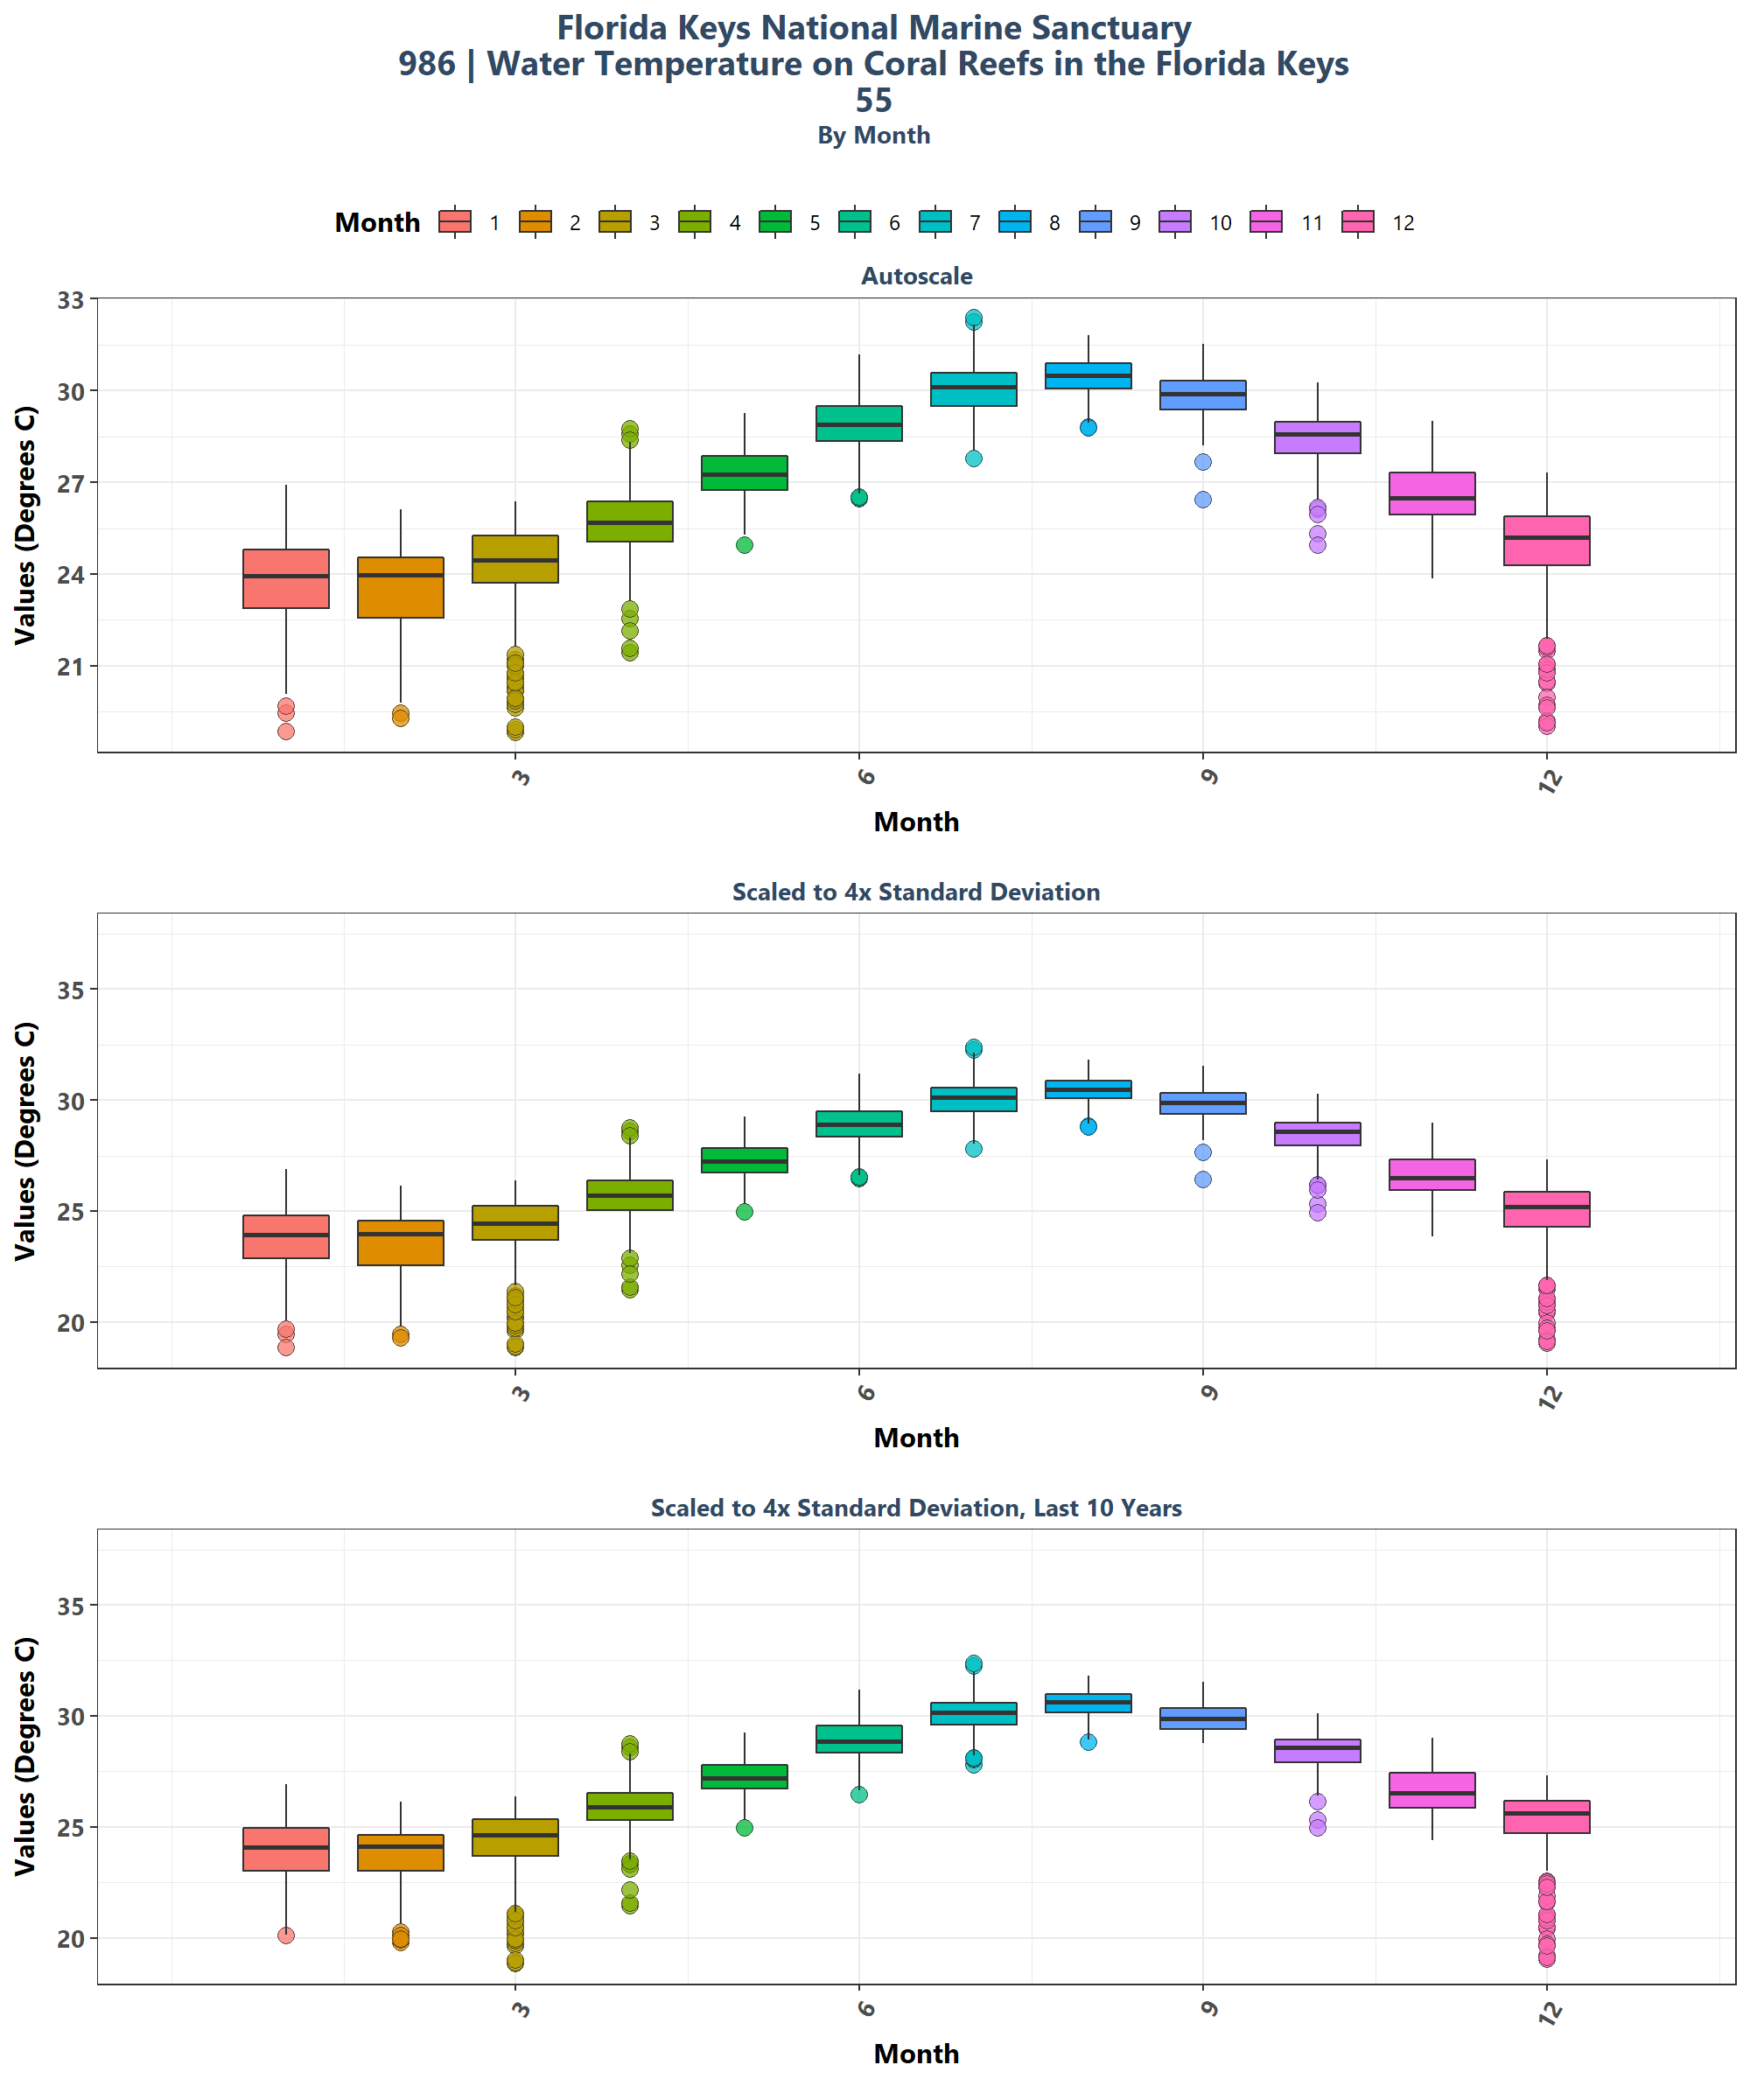 Florida Keys National Marine Sanctuary
986 | Water Temperature on Coral Reefs in the Florida Keys
55
By Month
Month 1 2 3 4 5 6 7 8 9 10 11 12
Autoscale
Values (Degrees C)
33
30
27
24
21
3 6 9 12
Month
Scaled to 4x Standard Deviation
Values (Degrees C)
35
30
25
20
3 6 9 12
Month
Scaled to 4x Standard Deviation, Last 10 Years
Values (Degrees C)
35
30
25
20
3 6 9 12
Month